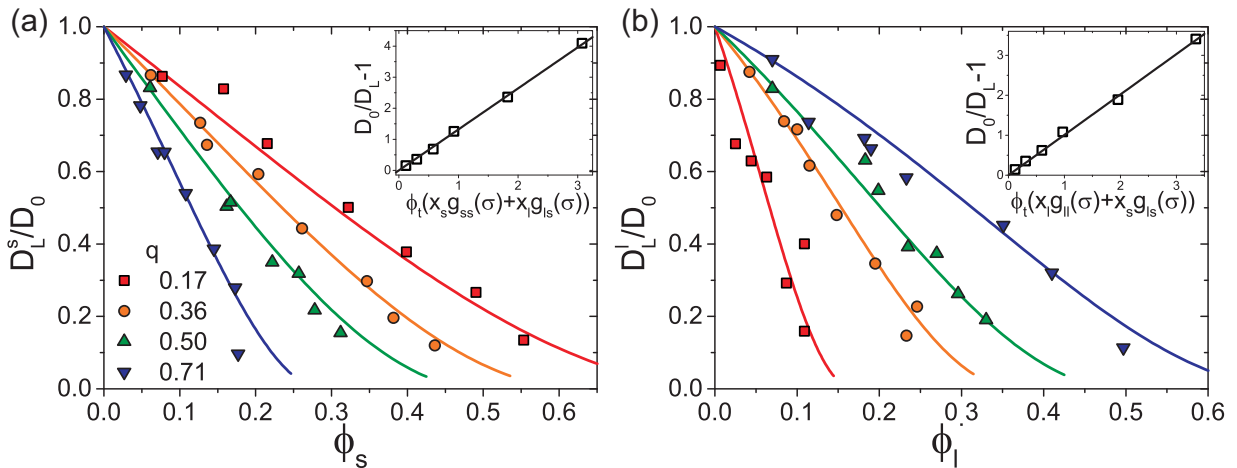 (a)
1.0
0.8
0.6
0.4
0.2
0.0
D_L^s/D_0
0.0 0.1 0.2 0.3 0.4 0.5 0.6
ϕ_s
q
0.17
0.36
0.50
0.71
4
3
2
1
0
D_0/D_L-1
0 1 2 3
ϕ_t(x_s g_ss(σ)+x_l g_ls(σ))
(b)
1.0
0.8
0.6
0.4
0.2
0.0
D_L^l/D_0
0.0 0.1 0.2 0.3 0.4 0.5 0.6
ϕ_l
3
2
1
0
D_0/D_L-1
0 1 2 3
ϕ_t(x_l g_ll(σ)+x_s g_ls(σ))